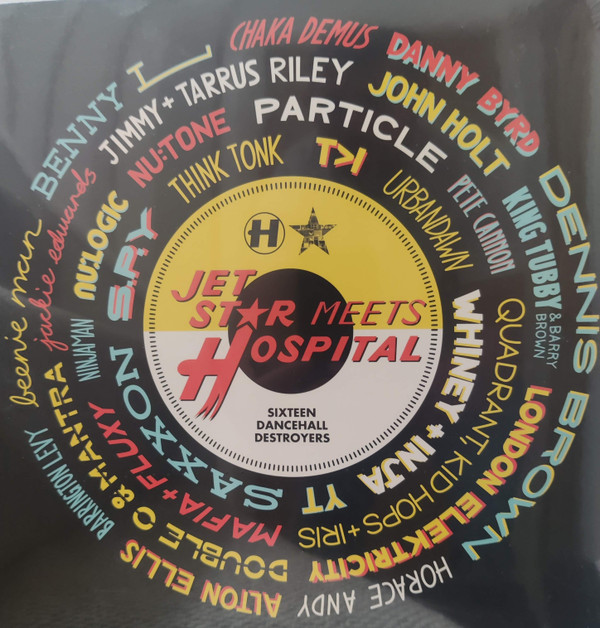 CHAKA DEMUS
DANNY BYRD
DENNIS BROWN
HORACE ANDY
ALTON ELLIS
BARRINGTON LEVY
beenie man
BENNY L
JIMMY + TARRUS RILEY
JOHN HOLT
KING TUBBY & BARRY BROWN
LONDON ELEKTRICITY
DOUBLE O & MANTRA
NINJAMAN
jackie edwards
NU:TONE
PARTICLE
PETE CANNON
QUADRANT, KID HOPS + IRIS
MAFIA + FLUXY
S.P.Y
NU:LOGIC
THINK TONK
T>I
URBANDAWN
WHINEY + INJA
YT
SAXXON
H
JET
STAR MEETS
HOSPITAL
SIXTEEN
DANCEHALL
DESTROYERS